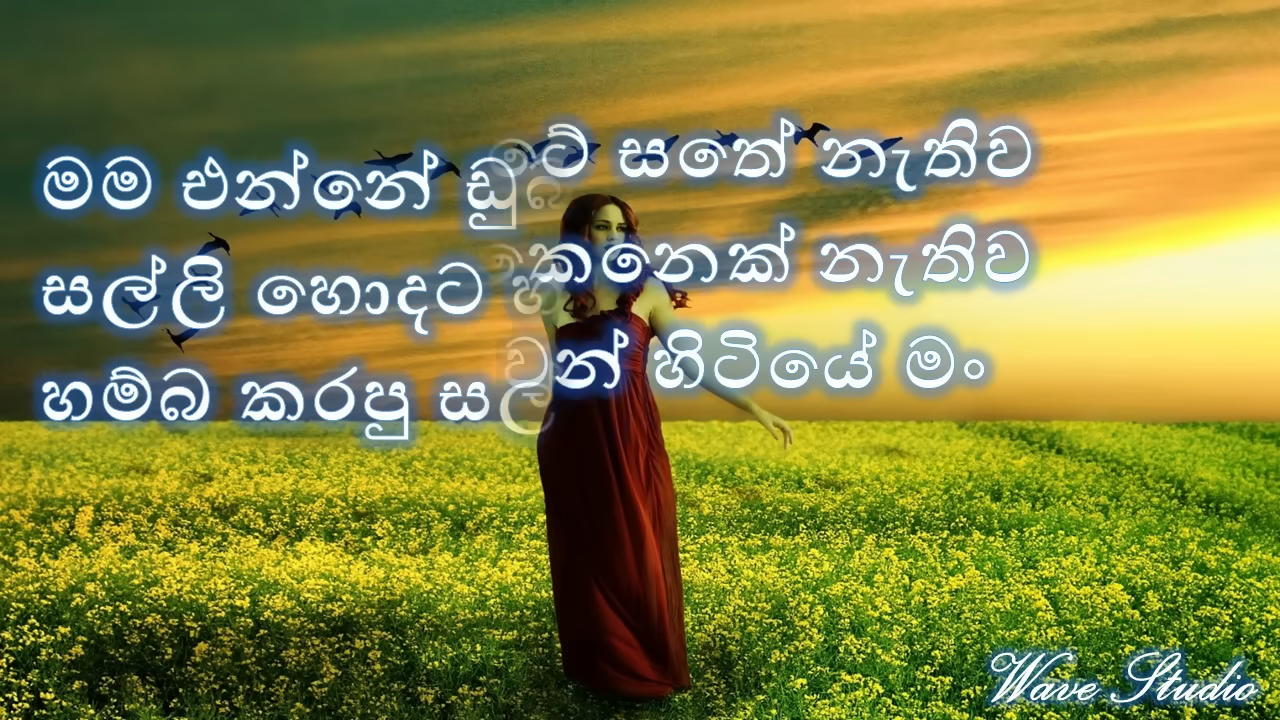 මම එන්නේ සතේ නැතිව
සල්ලි හොදට නැතිව
හම්බ කරපු හිටියේ මං
Wave Studio